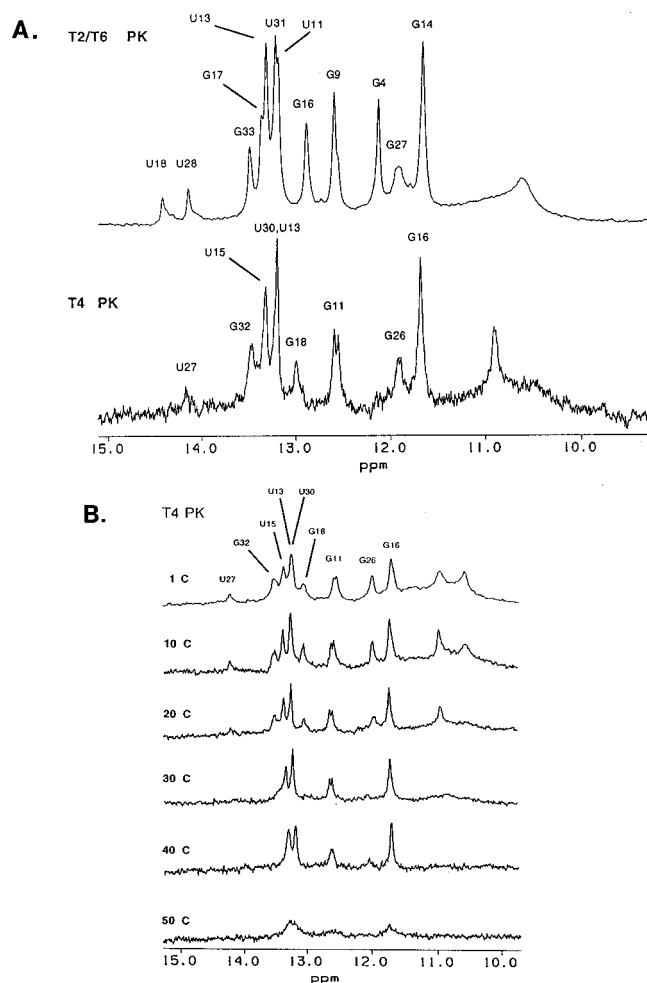 A.
T2/T6 PK
U13
U31
U11
G14
G17
G9
G4
G16
G33
G27
U18
U28
U30,U13
T4 PK
U15
G16
G32
G11
G18
G26
U27
15.0 14.0 13.0 12.0 11.0 10.0
ppm
B.
T4 PK
U13
U30
U15
G18
G32
G11
G26
G16
U27
1 C
10 C
20 C
30 C
40 C
50 C
15.0 14.0 13.0 12.0 11.0 10.0
ppm